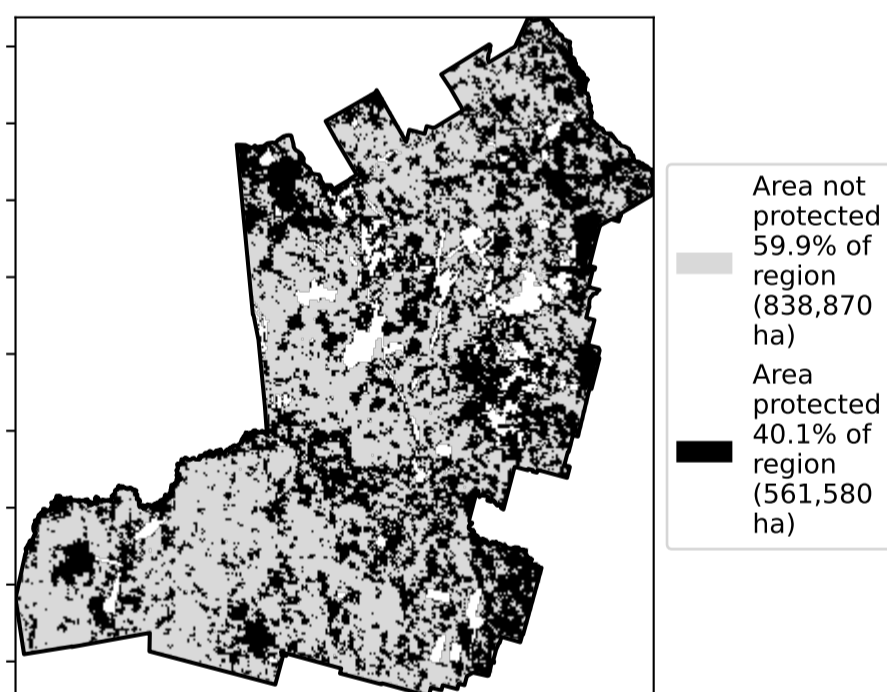 Area not
protected
59.9% of
region
(838,870
ha)
Area
protected
40.1% of
region
(561,580
ha)